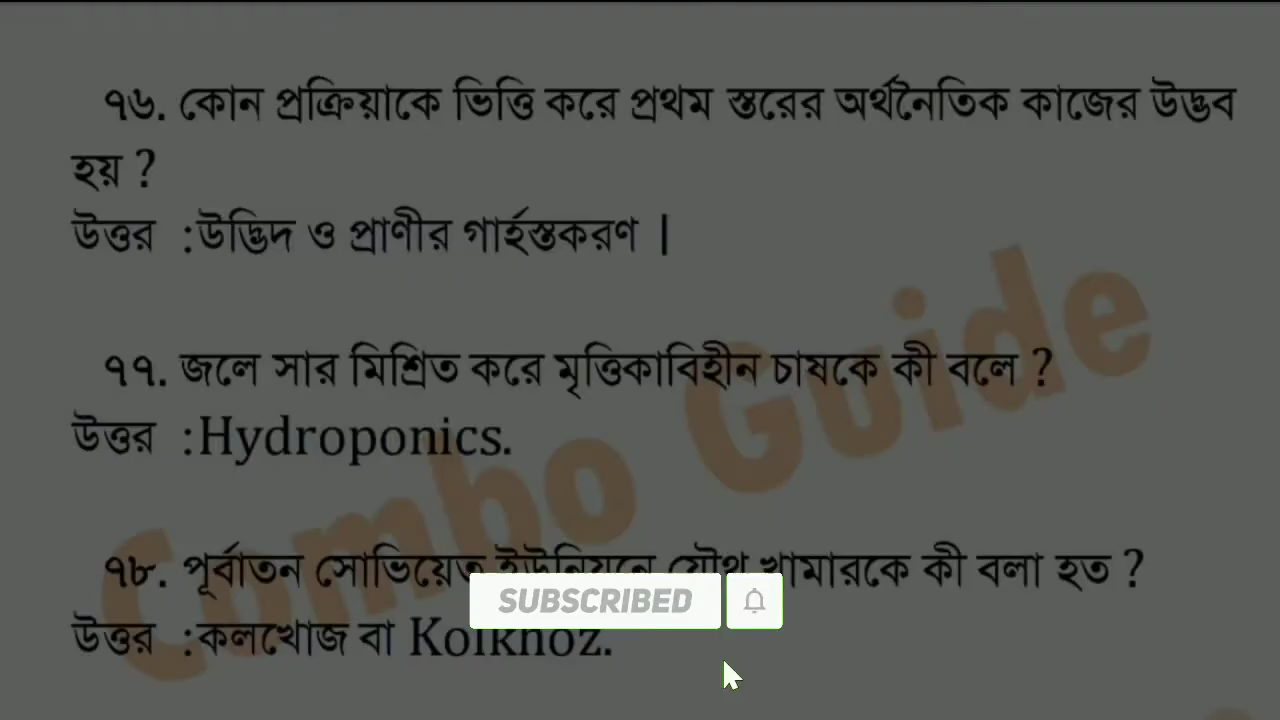 ৭৬. কোন প্রক্রিয়াকে ভিত্তি করে প্রথম স্তরের অর্থনৈতিক কাজের উদ্ভব
হয় ?
উত্তর :উদ্ভিদ ও প্রাণীর গার্হস্তকরণ |
৭৭. জলে সার মিশ্রিত করে মৃত্তিকাবিহীন চাষকে কী বলে ?
উত্তর :Hydroponics.
৭৮. পূর্বাতন সোভিয়েত ইউনিয়নে যৌথ খামারকে কী বলা হত ?
SUBSCRIBED
উত্তর :কলখোজ বা Kolkhoz.
Combo Guide